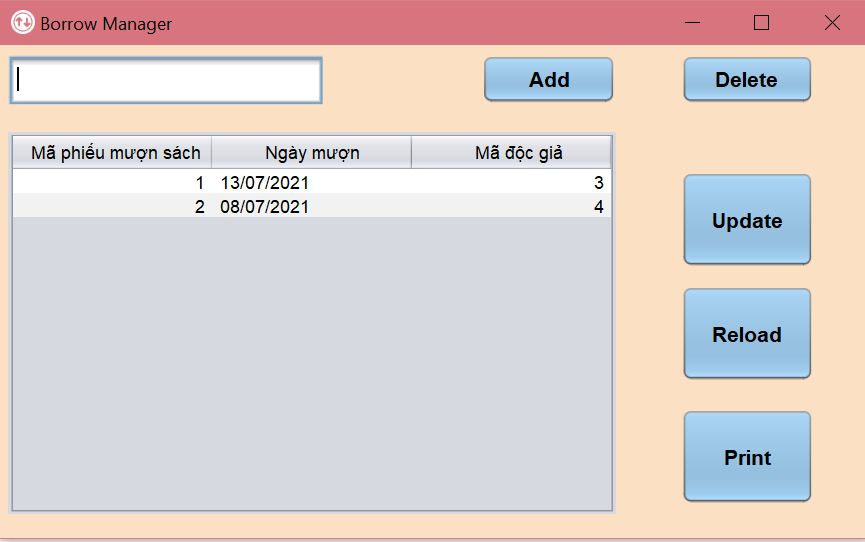 Borrow Manager
Add
Delete
Mã phiếu mượn sách Ngày mượn Mã độc giả
1 13/07/2021 3
2 08/07/2021 4
Update
Reload
Print